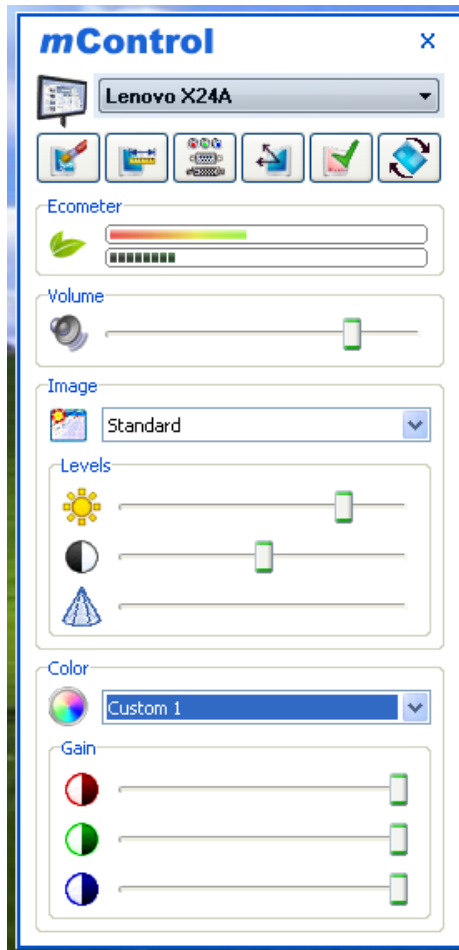 mControl
Lenovo X24A
Ecometer
Volume
Image
Standard
Levels
Color
Custom 1
Gain